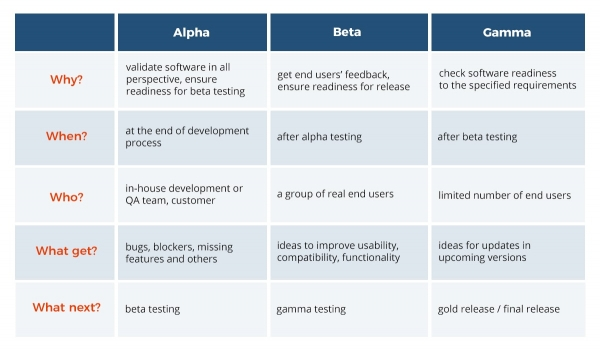 Alpha
Beta
Gamma
Why?
validate software in all
perspective, ensure
readiness for beta testing
get end users’ feedback,
ensure readiness for release
check software readiness
to the specified requirements
When?
at the end of development
process
after alpha testing
after beta testing
Who?
in-house development or
QA team, customer
a group of real end users
limited number of end users
What get?
bugs, blockers, missing
features and others
ideas to improve usability,
compatibility, functionality
ideas for updates in
upcoming versions
What next?
beta testing
gamma testing
gold release / final release